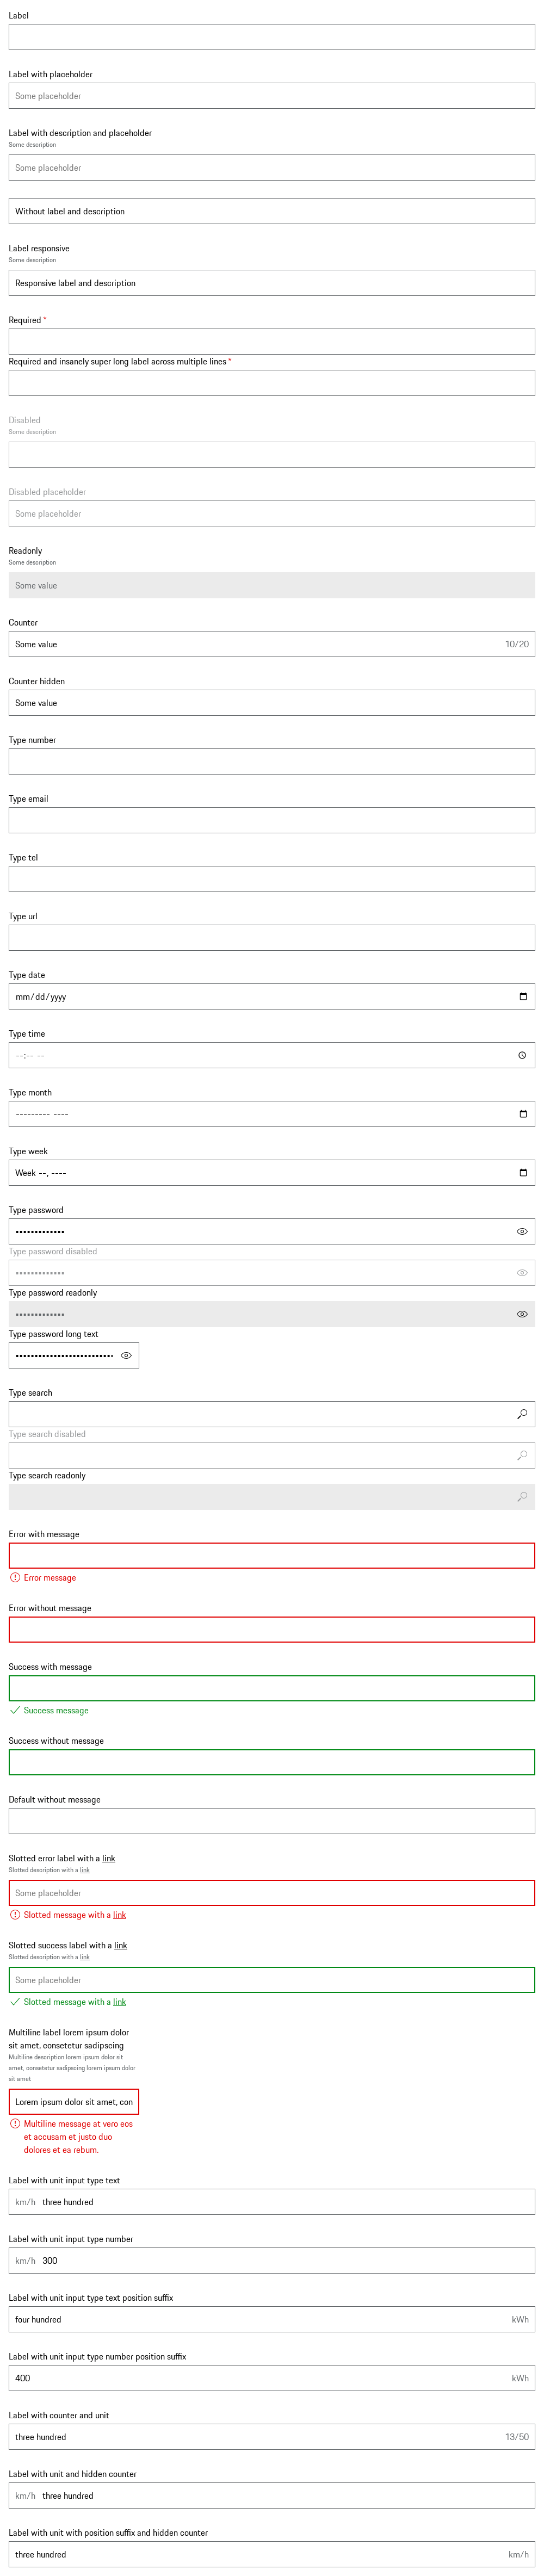 Label
Label with placeholder
Some placeholder
Label with description and placeholder
Some description
Some placeholder
Without label and description
Label responsive
Some description
Responsive label and description
Required *
Required and insanely super long label across multiple lines *
Disabled
Some description
Disabled placeholder
Some placeholder
Readonly
Some description
Some value
Counter
Some value 10/20
Counter hidden
Some value
Type number
Type email
Type tel
Type url
Type date
mm/dd/yyyy
Type time
--:-- --
Type month
--------- ----
Type week
Week --, ----
Type password
•••••••••••••
Type password disabled
•••••••••••••
Type password readonly
•••••••••••••
Type password long text
••••••••••••••••••••••••••
Type search
Type search disabled
Type search readonly
Error with message
Error message
Error without message
Success with message
Success message
Success without message
Default without message
Slotted error label with a link
Slotted description with a link
Some placeholder
Slotted message with a link
Slotted success label with a link
Slotted description with a link
Some placeholder
Slotted message with a link
Multiline label lorem ipsum dolor
sit amet, consetetur sadipscing
Multiline description lorem ipsum dolor sit
amet, consetetur sadipscing lorem ipsum dolor
sit amet
Lorem ipsum dolor sit amet, con
Multiline message at vero eos
et accusam et justo duo
dolores et ea rebum.
Label with unit input type text
km/h three hundred
Label with unit input type number
km/h 300
Label with unit input type text position suffix
four hundred kWh
Label with unit input type number position suffix
400 kWh
Label with counter and unit
three hundred 13/50
Label with unit and hidden counter
km/h three hundred
Label with unit with position suffix and hidden counter
three hundred km/h